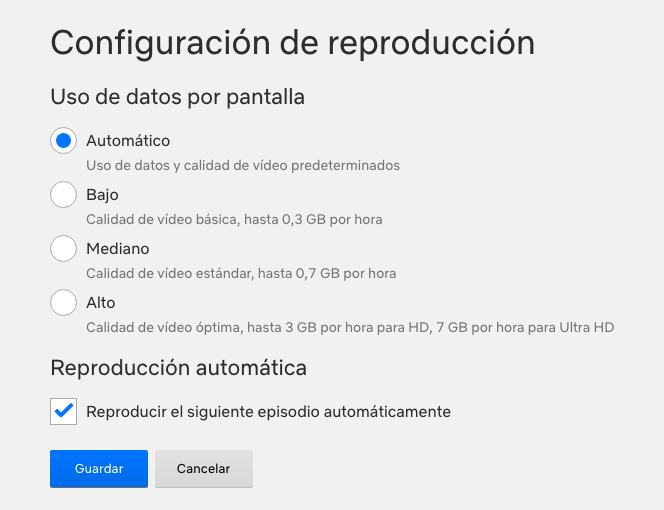 Configuración de reproducción
Uso de datos por pantalla
Automático
Uso de datos y calidad de vídeo predeterminados
Bajo
Calidad de vídeo básica, hasta 0,3 GB por hora
Mediano
Calidad de vídeo estándar, hasta 0,7 GB por hora
Alto
Calidad de vídeo óptima, hasta 3 GB por hora para HD, 7 GB por hora para Ultra HD
Reproducción automática
Reproducir el siguiente episodio automáticamente
Guardar
Cancelar